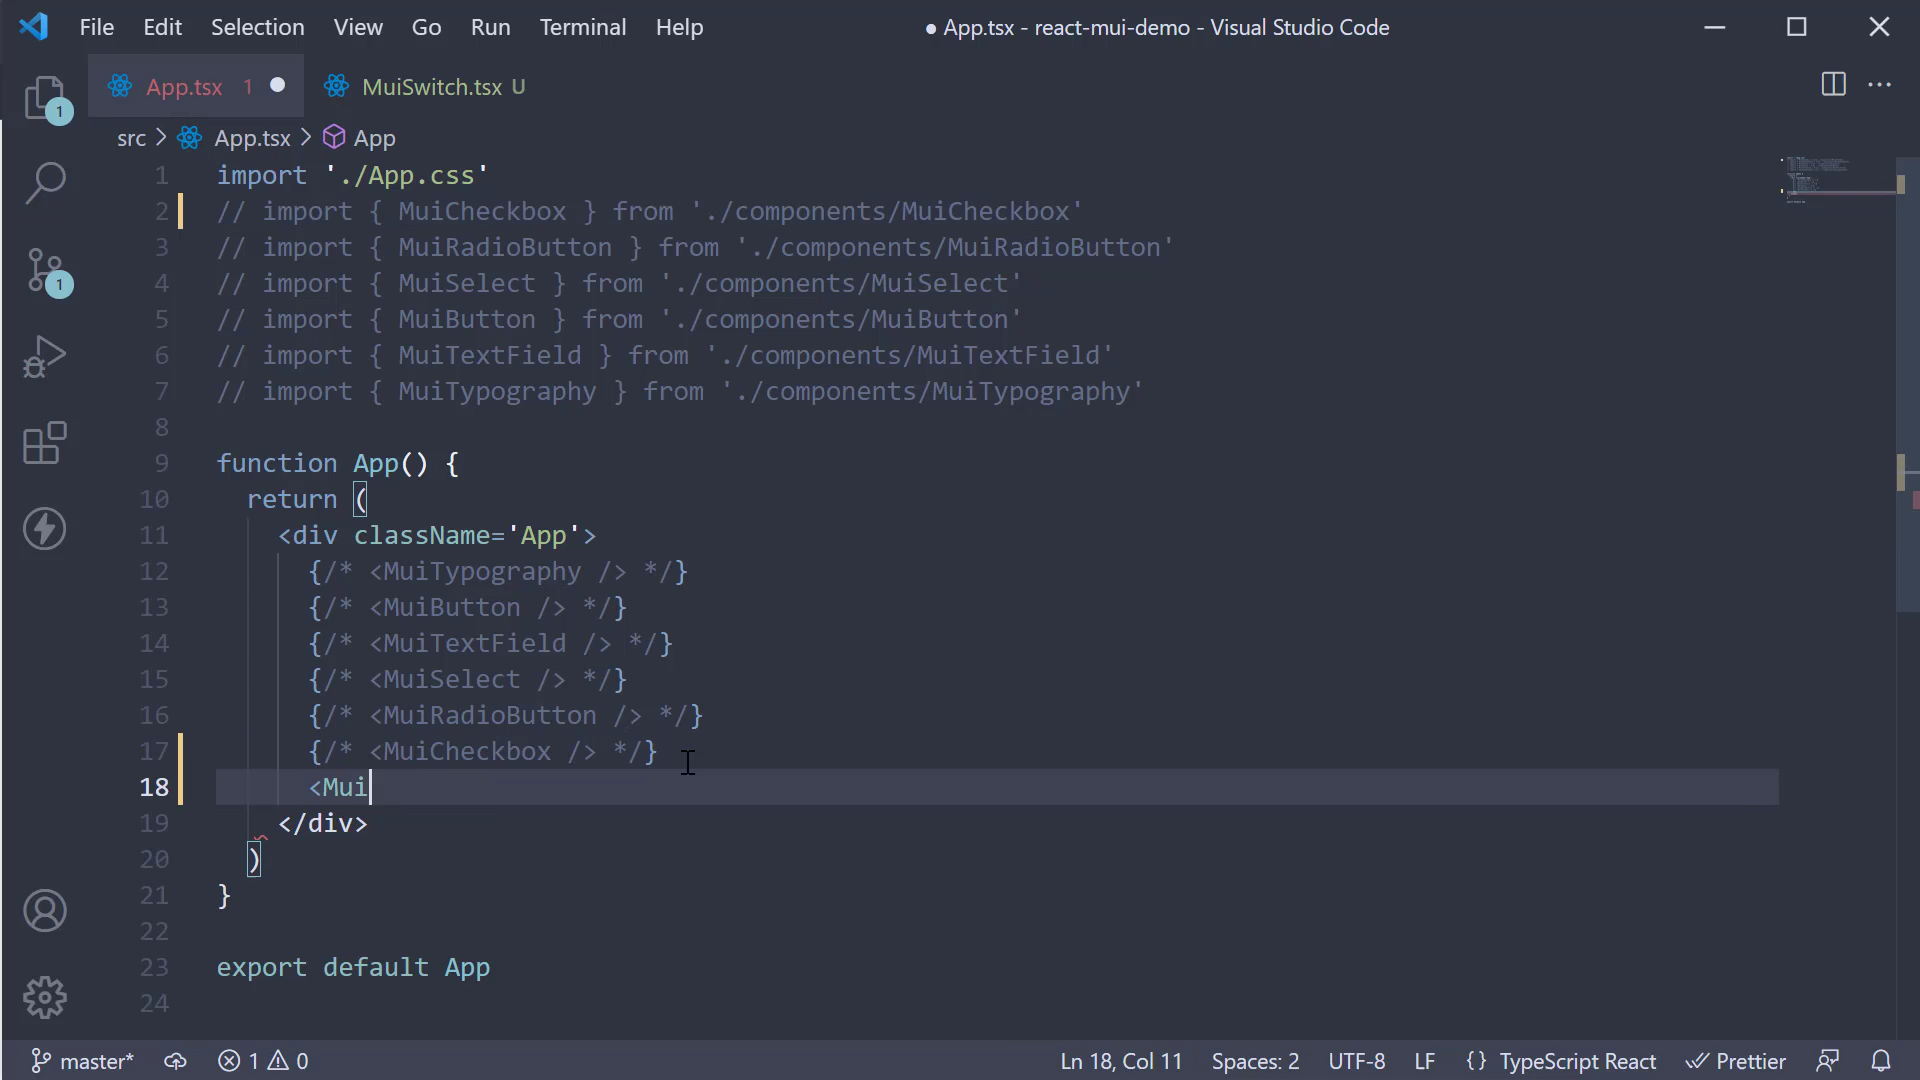 File Edit Selection View Go Run Terminal Help ● App.tsx - react-mui-demo - Visual Studio Code
App.tsx 1 ● MuiSwitch.tsx U
src > App.tsx > App
1 import './App.css'
2 // import { MuiCheckbox } from './components/MuiCheckbox'
3 // import { MuiRadioButton } from './components/MuiRadioButton'
4 // import { MuiSelect } from './components/MuiSelect'
5 // import { MuiButton } from './components/MuiButton'
6 // import { MuiTextField } from './components/MuiTextField'
7 // import { MuiTypography } from './components/MuiTypography'
8
9 function App() {
10 return (
11 <div className='App'>
12 {/* <MuiTypography /> */}
13 {/* <MuiButton /> */}
14 {/* <MuiTextField /> */}
15 {/* <MuiSelect /> */}
16 {/* <MuiRadioButton /> */}
17 {/* <MuiCheckbox /> */}
18 <Mui
19 </div>
20 )
21 }
22
23 export default App
24
1
1
master* 1 0 Ln 18, Col 11 Spaces: 2 UTF-8 LF {} TypeScript React Prettier